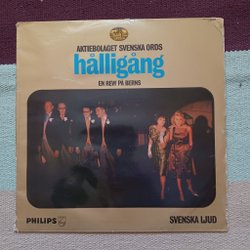 AKTIEBOLAGET SVENSKA ORDS
hålligång
EN REVY PÅ BERNS
PHILIPS
SVENSKA LJUD